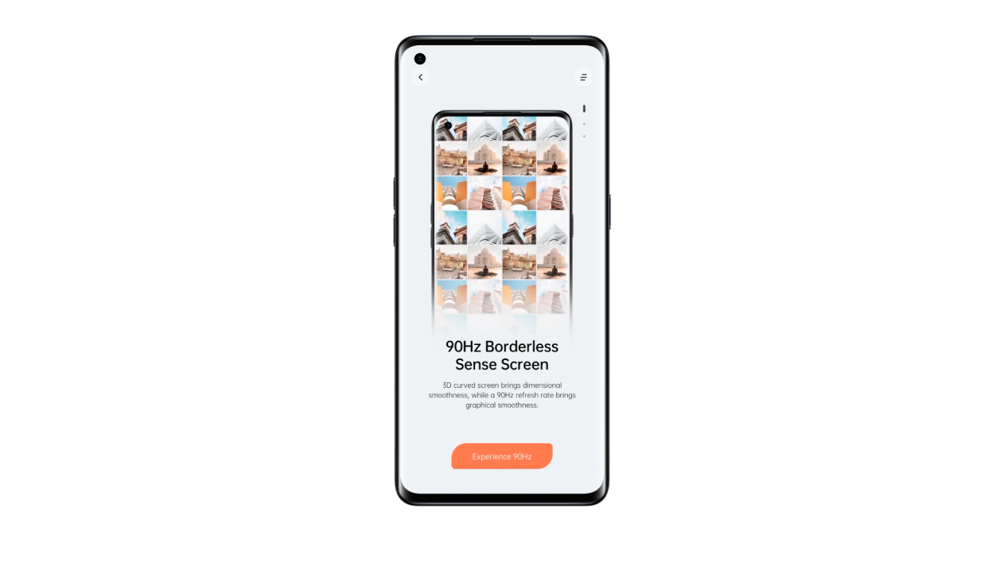 90Hz Borderless
Sense Screen
3D curved screen brings dimensional
smoothness, while a 90Hz refresh rate brings
graphical smoothness.
Experience 90Hz